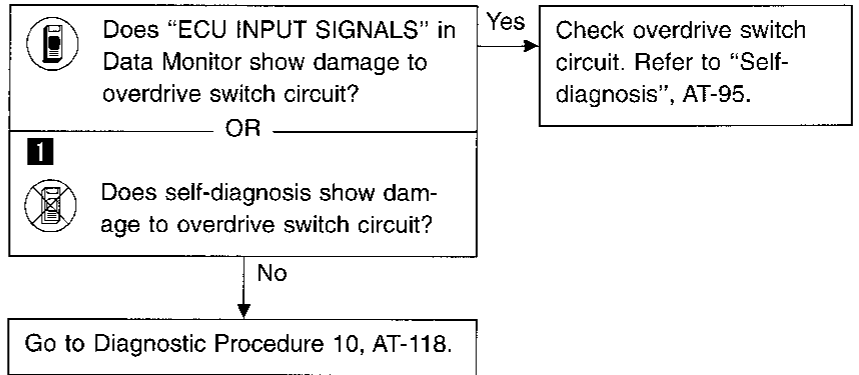 Does “ECU INPUT SIGNALS” in
Data Monitor show damage to
overdrive switch circuit?
Yes
Check overdrive switch
circuit. Refer to “Self-
diagnosis”, AT-95.
OR
1
Does self-diagnosis show dam-
age to overdrive switch circuit?
No
Go to Diagnostic Procedure 10, AT-118.